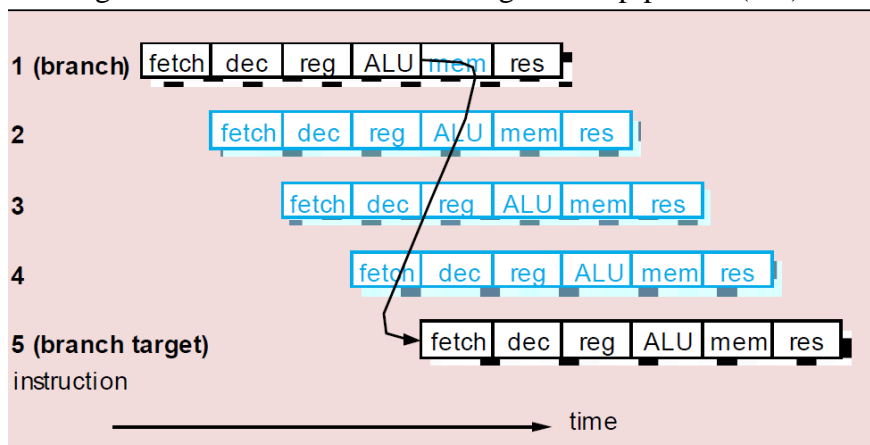 1 (branch) fetch dec reg ALU mem res
2 fetch dec reg ALU mem res
3 fetch dec reg ALU mem res
4 fetch dec reg ALU mem res
5 (branch target) fetch dec reg ALU mem res
instruction
time